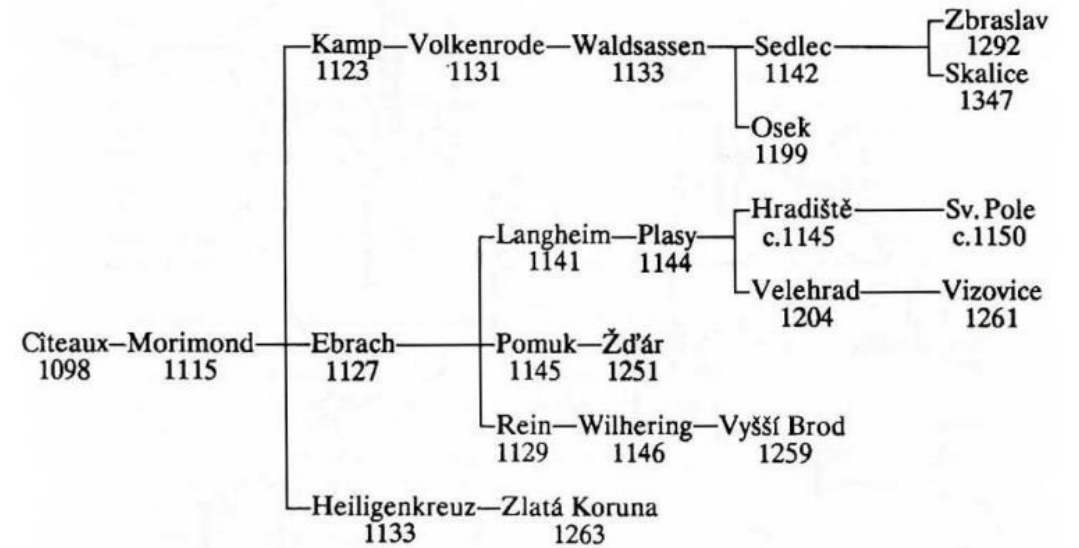 Zbraslav
1292
Kamp Volkenrode Waldsassen Sedlec
1123 1131 1133 1142
Skalice
1347
Osek
1199
Hradiště Sv. Pole
c.1145 c.1150
Langheim Plasy
1141 1144
Velehrad Vizovice
1204 1261
Cîteaux Morimond Ebrach Pomuk Žďár
1098 1115 1127 1145 1251
Rein Wilhering Vyšší Brod
1129 1146 1259
Heiligenkreuz Zlatá Koruna
1133 1263